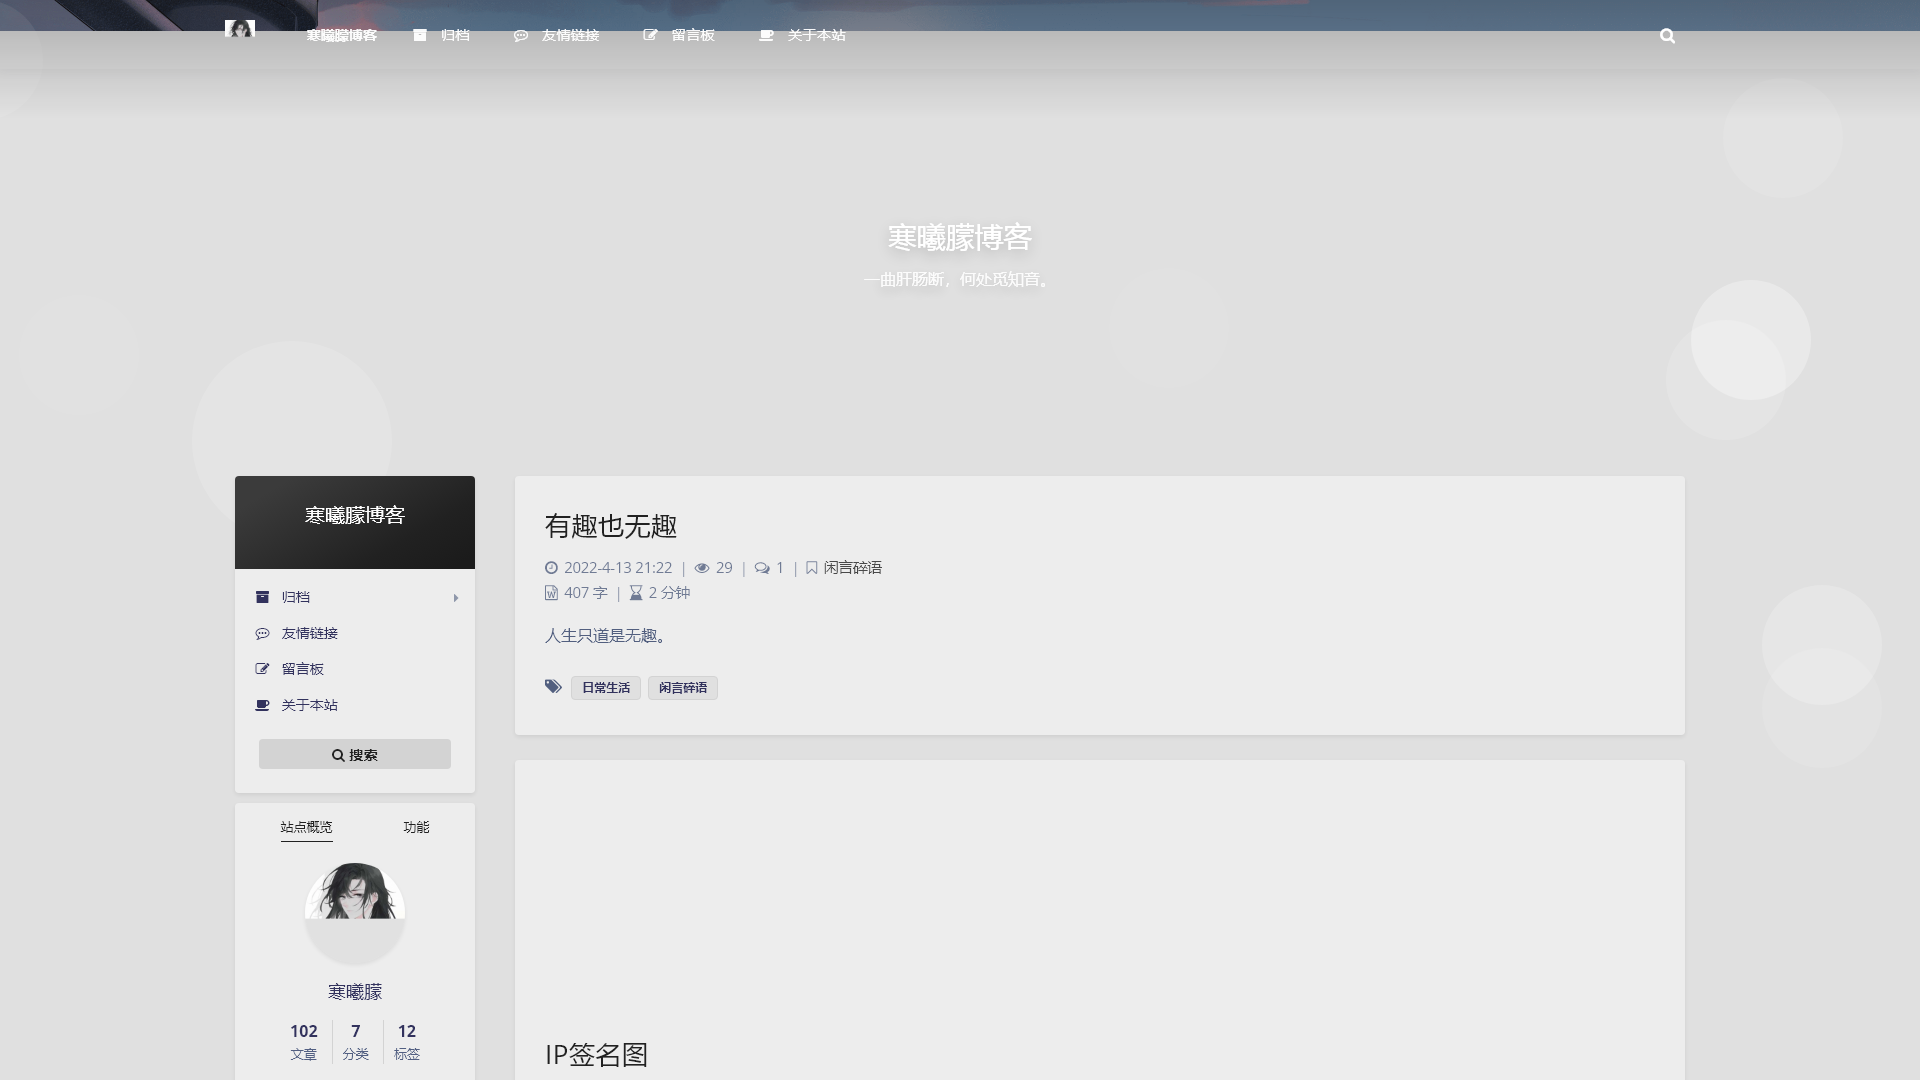 寒曦朦博客 归档 友情链接 留言板 关于本站
寒曦朦博客
一曲肝肠断，何处觅知音。
寒曦朦博客
归档
友情链接
留言板
关于本站
搜索
站点概览 功能
寒曦朦
102 7 12
文章 分类 标签
有趣也无趣
2022-4-13 21:22 | 29 | 1 | 闲言碎语
407 字 | 2 分钟
人生只道是无趣。
日常生活 闲言碎语
IP签名图